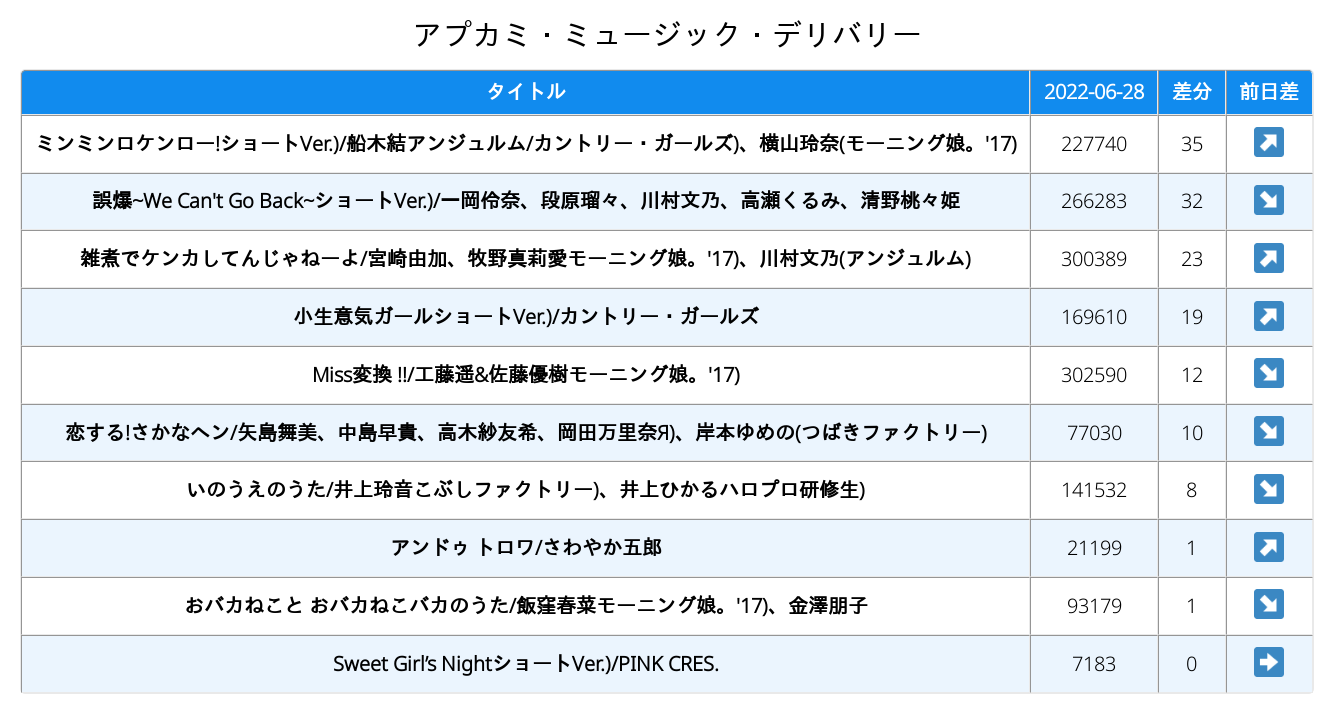 アプカミ・ミュージック・デリバリー
タイトル 2022-06-28 差分 前日差
ミンミンロケンロー!ショートVer.)/船木結アンジュルム/カントリー・ガールズ)、横山玲奈(モーニング娘。'17) 227740 35
誤爆~We Can't Go Back~ショートVer.)/一岡伶奈、段原瑠々、川村文乃、高瀬くるみ、清野桃々姫 266283 32
雑煮でケンカしてんじゃねーよ/宮崎由加、牧野真莉愛モーニング娘。'17)、川村文乃(アンジュルム) 300389 23
小生意気ガールショートVer.)/カントリー・ガールズ 169610 19
Miss変換 !!/工藤遥&佐藤優樹モーニング娘。'17) 302590 12
恋する!さかなヘン/矢島舞美、中島早貴、高木紗友希、岡田万里奈Я)、岸本ゆめの(つばきファクトリー) 77030 10
いのうえのうた/井上玲音こぶしファクトリー)、井上ひかるハロプロ研修生) 141532 8
アンドゥ トロワ/さわやか五郎 21199 1
おバカねこと おバカねこバカのうた/飯窪春菜モーニング娘。'17)、金澤朋子 93179 1
Sweet Girl’s NightショートVer.)/PINK CRES. 7183 0